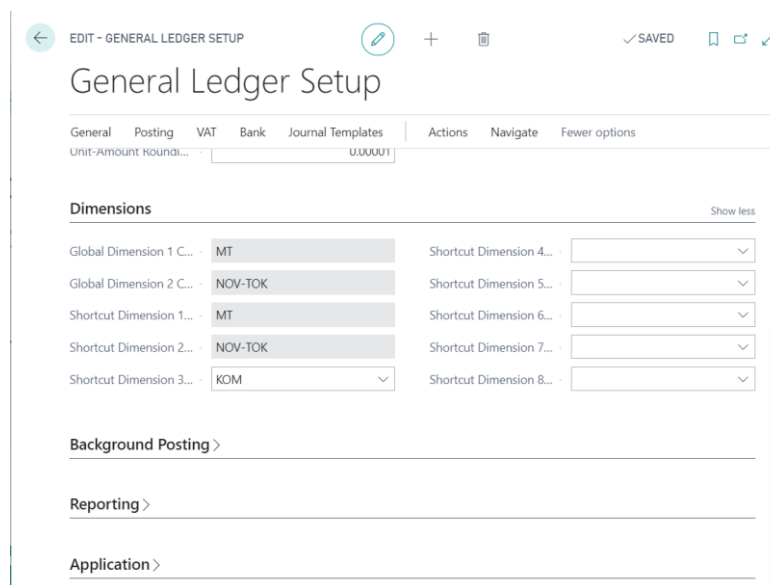 EDIT - GENERAL LEDGER SETUP
SAVED
General Ledger Setup
General Posting VAT Bank Journal Templates Actions Navigate Fewer options
Unit-Amount Roundi... 0.00001
Dimensions Show less
Global Dimension 1 C... MT
Global Dimension 2 C... NOV-TOK
Shortcut Dimension 1... MT
Shortcut Dimension 2... NOV-TOK
Shortcut Dimension 3... KOM
Shortcut Dimension 4...
Shortcut Dimension 5...
Shortcut Dimension 6...
Shortcut Dimension 7...
Shortcut Dimension 8...
Background Posting
Reporting
Application